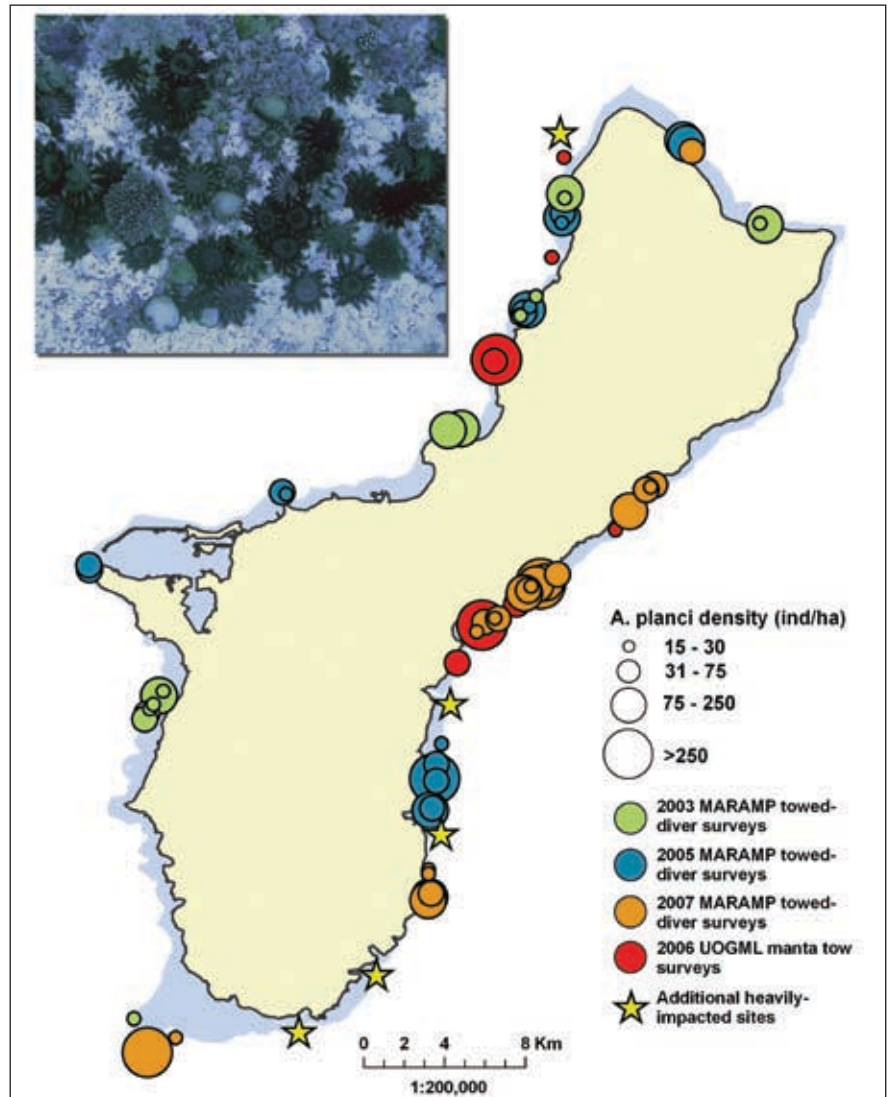 A. planci density (ind/ha)
15 - 30
31 - 75
75 - 250
>250
2003 MARAMP towed-
diver surveys
2005 MARAMP towed-
diver surveys
2007 MARAMP towed-
diver surveys
2006 UOGML manta tow
surveys
Additional heavily-
impacted sites
0 2 4 8 Km
1:200,000